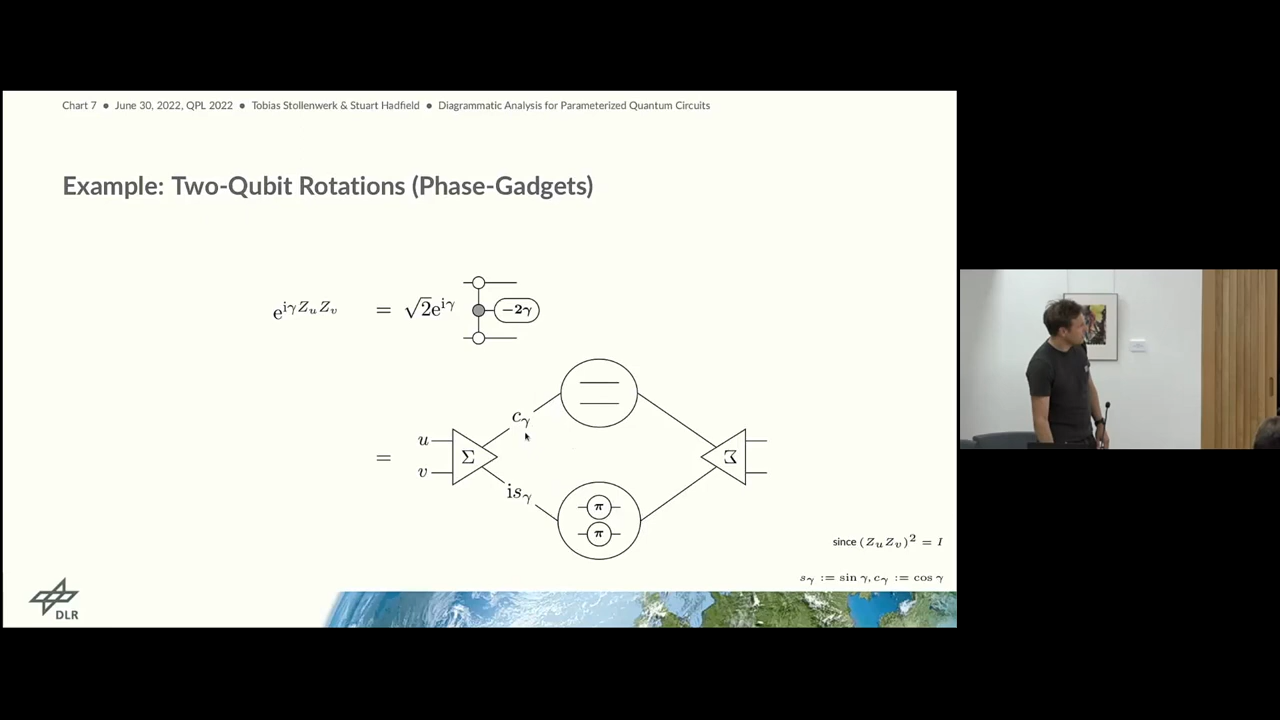 Chart 7 • June 30, 2022, QPL 2022 • Tobias Stollenwerk & Stuart Hadfield • Diagrammatic Analysis for Parameterized Quantum Circuits
Example: Two-Qubit Rotations (Phase-Gadgets)
e^{iγZ_uZ_v} = √2e^{iγ} −2γ
c_γ
= u Σ Σ
v
is_γ
π
π
since (Z_uZ_v)² = I
s_γ := sin γ, c_γ := cos γ
DLR